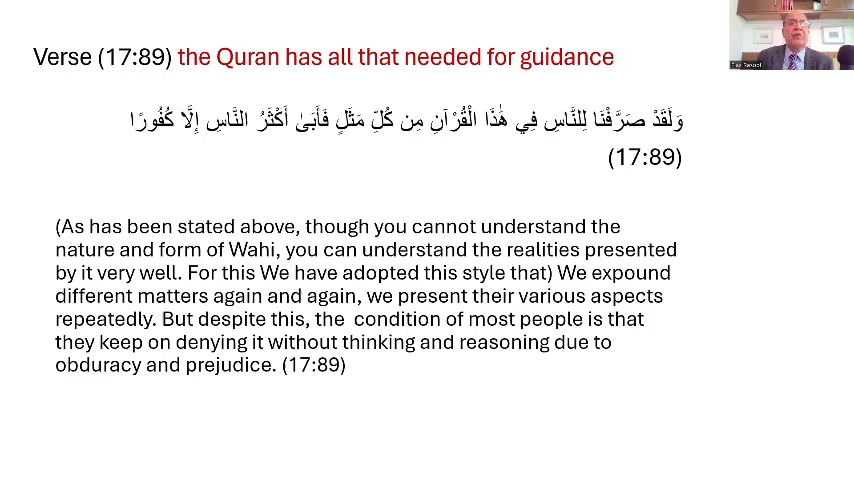 Verse (17:89) the Quran has all that needed for guidance
وَلَقَدْ صَرَّفْنَا لِلنَّاسِ فِي هَٰذَا الْقُرْآنِ مِن كُلِّ مَثَلٍ فَأَبَىٰ أَكْثَرُ النَّاسِ إِلَّا كُفُورًا
(17:89)
(As has been stated above, though you cannot understand the
nature and form of Wahi, you can understand the realities presented
by it very well. For this We have adopted this style that) We expound
different matters again and again, we present their various aspects
repeatedly. But despite this, the condition of most people is that
they keep on denying it without thinking and reasoning due to
obduracy and prejudice. (17:89)